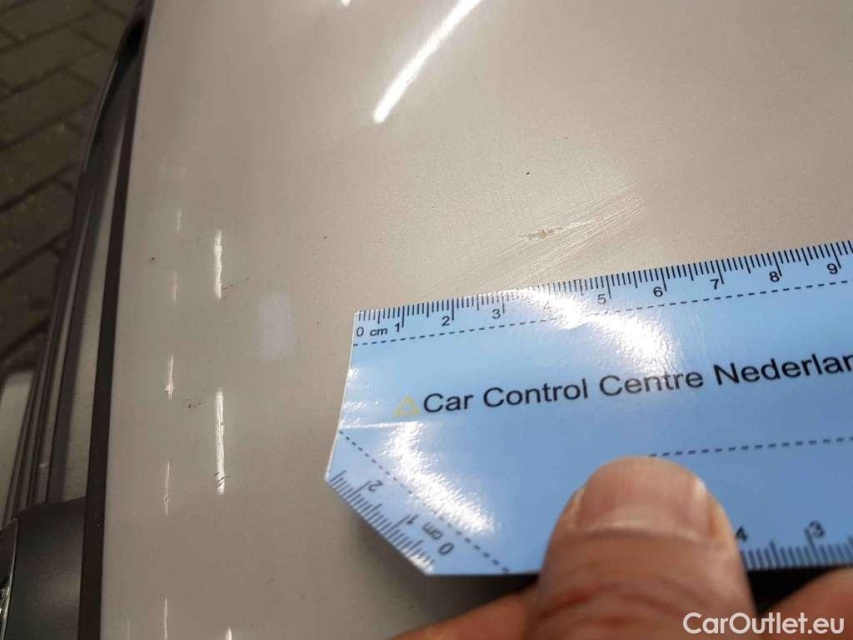 0 cm 1 2 3 5 6 7 8 9
Car Control Centre
2 1 0 cm
4 3
CarOutlet.eu